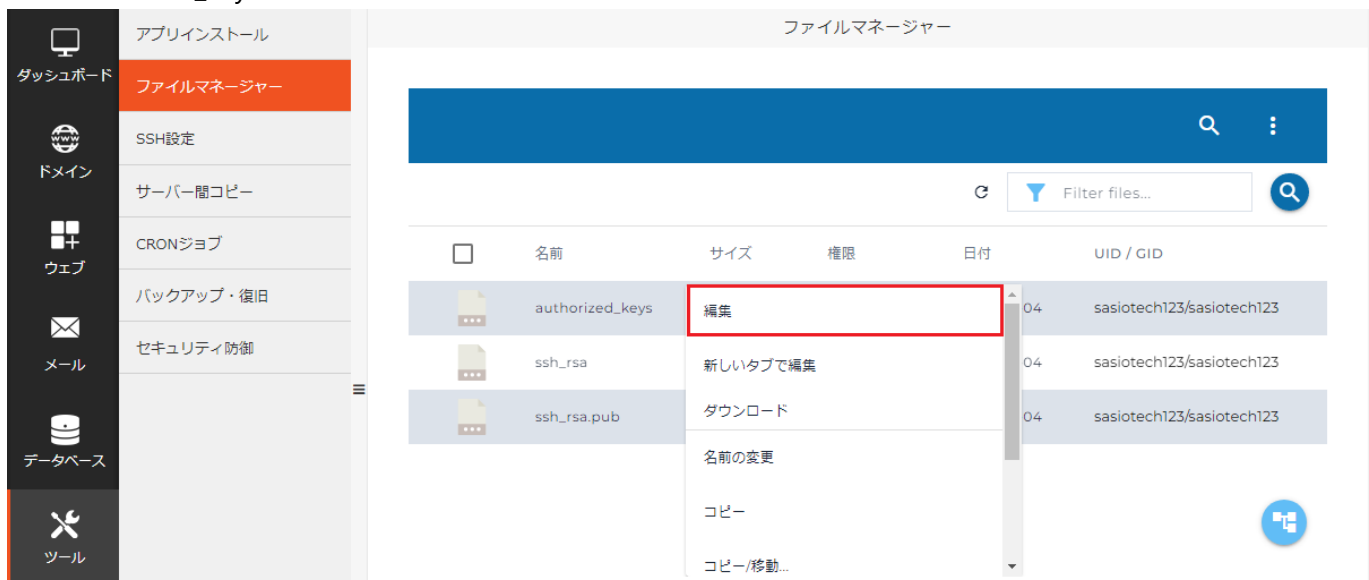 ファイルマネージャー
ダッシュボード
ドメイン
ウェブ
メール
データベース
ツール
アプリインストール
ファイルマネージャー
SSH設定
サーバー間コピー
CRONジョブ
バックアップ・復旧
セキュリティ防御
Filter files...
名前 サイズ 権限 日付 UID / GID
authorized_keys 04 sasiotech123/sasiotech123
ssh_rsa 04 sasiotech123/sasiotech123
ssh_rsa.pub 04 sasiotech123/sasiotech123
編集
新しいタブで編集
ダウンロード
名前の変更
コピー
コピー/移動...